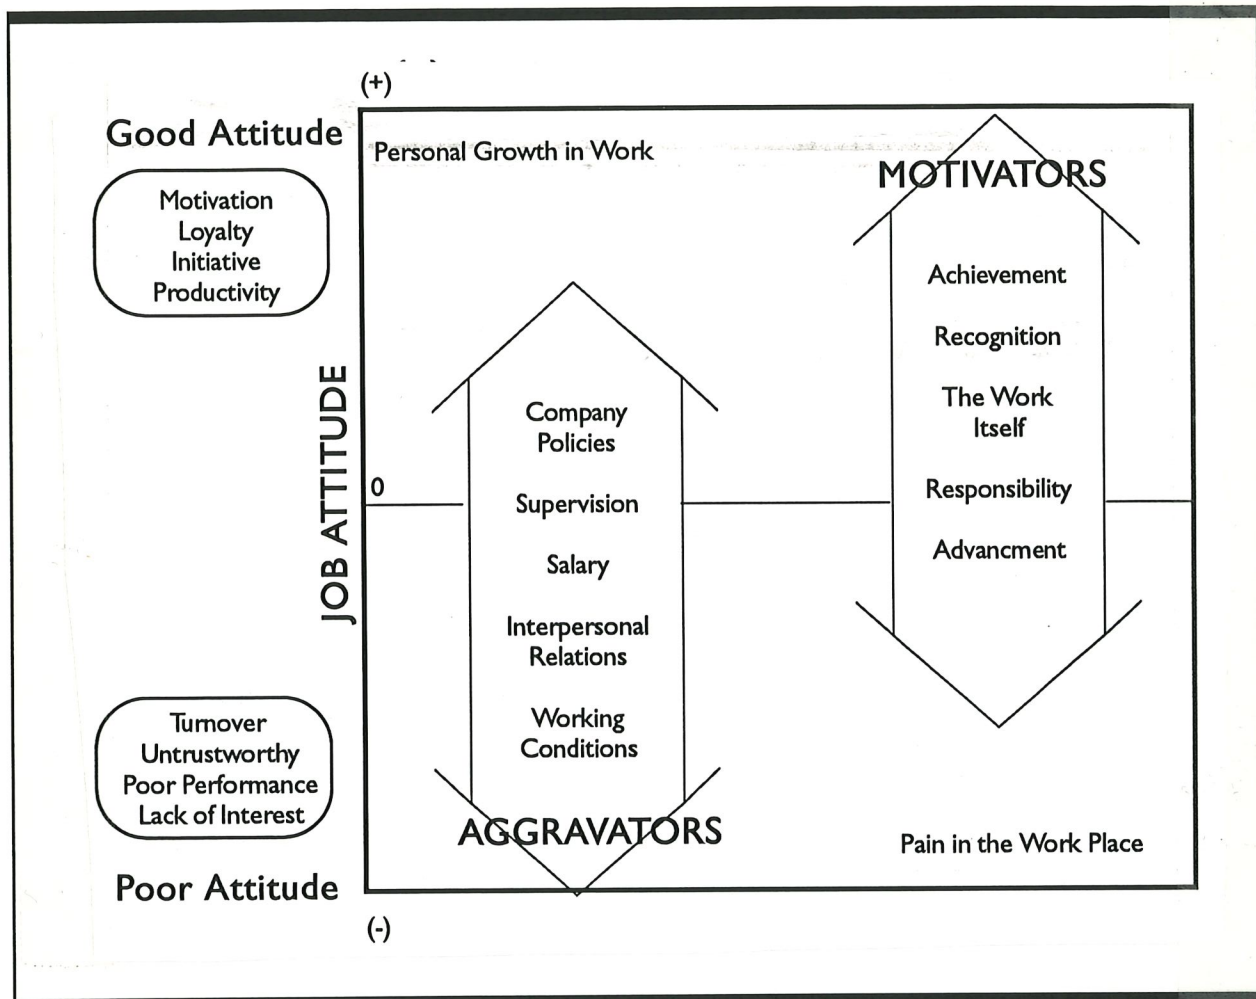 (+)
Good Attitude
Motivation
Loyalty
Initiative
Productivity
JOB ATTITUDE
Turnover
Untrustworthy
Poor Performance
Lack of Interest
Poor Attitude
(-)
Personal Growth in Work
0
Company
Policies
Supervision
Salary
Interpersonal
Relations
Working
Conditions
AGGRAVATORS
MOTIVATORS
Achievement
Recognition
The Work
Itself
Responsibility
Advancment
Pain in the Work Place